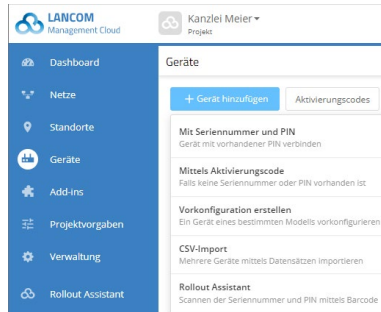 LANCOM
Management Cloud
Kanzlei Meier
Projekt
Dashboard
Netze
Standorte
Geräte
Add-ins
Projektvorgaben
Verwaltung
Rollout Assistant
Geräte
+ Gerät hinzufügen
Aktivierungscodes
Mit Seriennummer und PIN
Gerät mit vorhandener PIN verbinden
Mittels Aktivierungscode
Falls keine Seriennummer oder PIN vorhanden ist
Vorkonfiguration erstellen
Ein Gerät eines bestimmten Modells vorkonfigurieren
CSV-Import
Mehrere Geräte mittels Datensätzen importieren
Rollout Assistant
Scannen der Seriennummer und PIN mittels Barcode